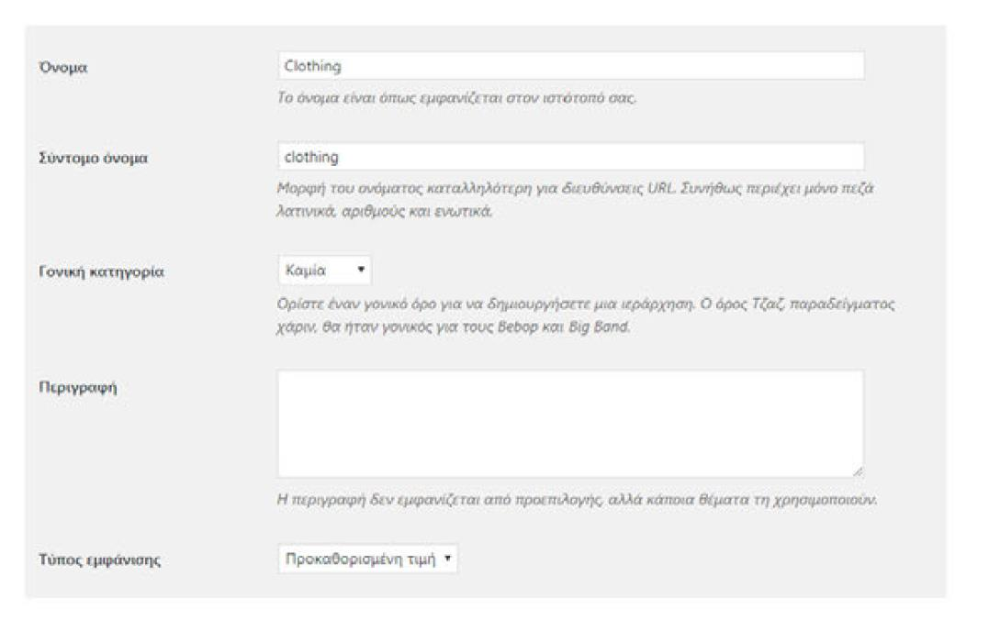 Όνομα
Clothing
Το όνομα είναι όπως εμφανίζεται στον ιστότοπό σας.
Σύντομο όνομα
clothing
Μορφή του ονόματος καταλληλότερη για διευθύνσεις URL. Συνήθως περιέχει μόνο πεζά
λατινικά, αριθμούς και ενωτικά.
Γονική κατηγορία
Καμία
Ορίστε έναν γονικό όρο για να δημιουργήσετε μια ιεράρχηση. Ο όρος Τζαζ, παραδείγματος
χάριν, θα ήταν γονικός για τους Bebop και Big Band.
Περιγραφή
Η περιγραφή δεν εμφανίζεται από προεπιλογής, αλλά κάποια θέματα τη χρησιμοποιούν.
Τύπος εμφάνισης
Προκαθορισμένη τιμή